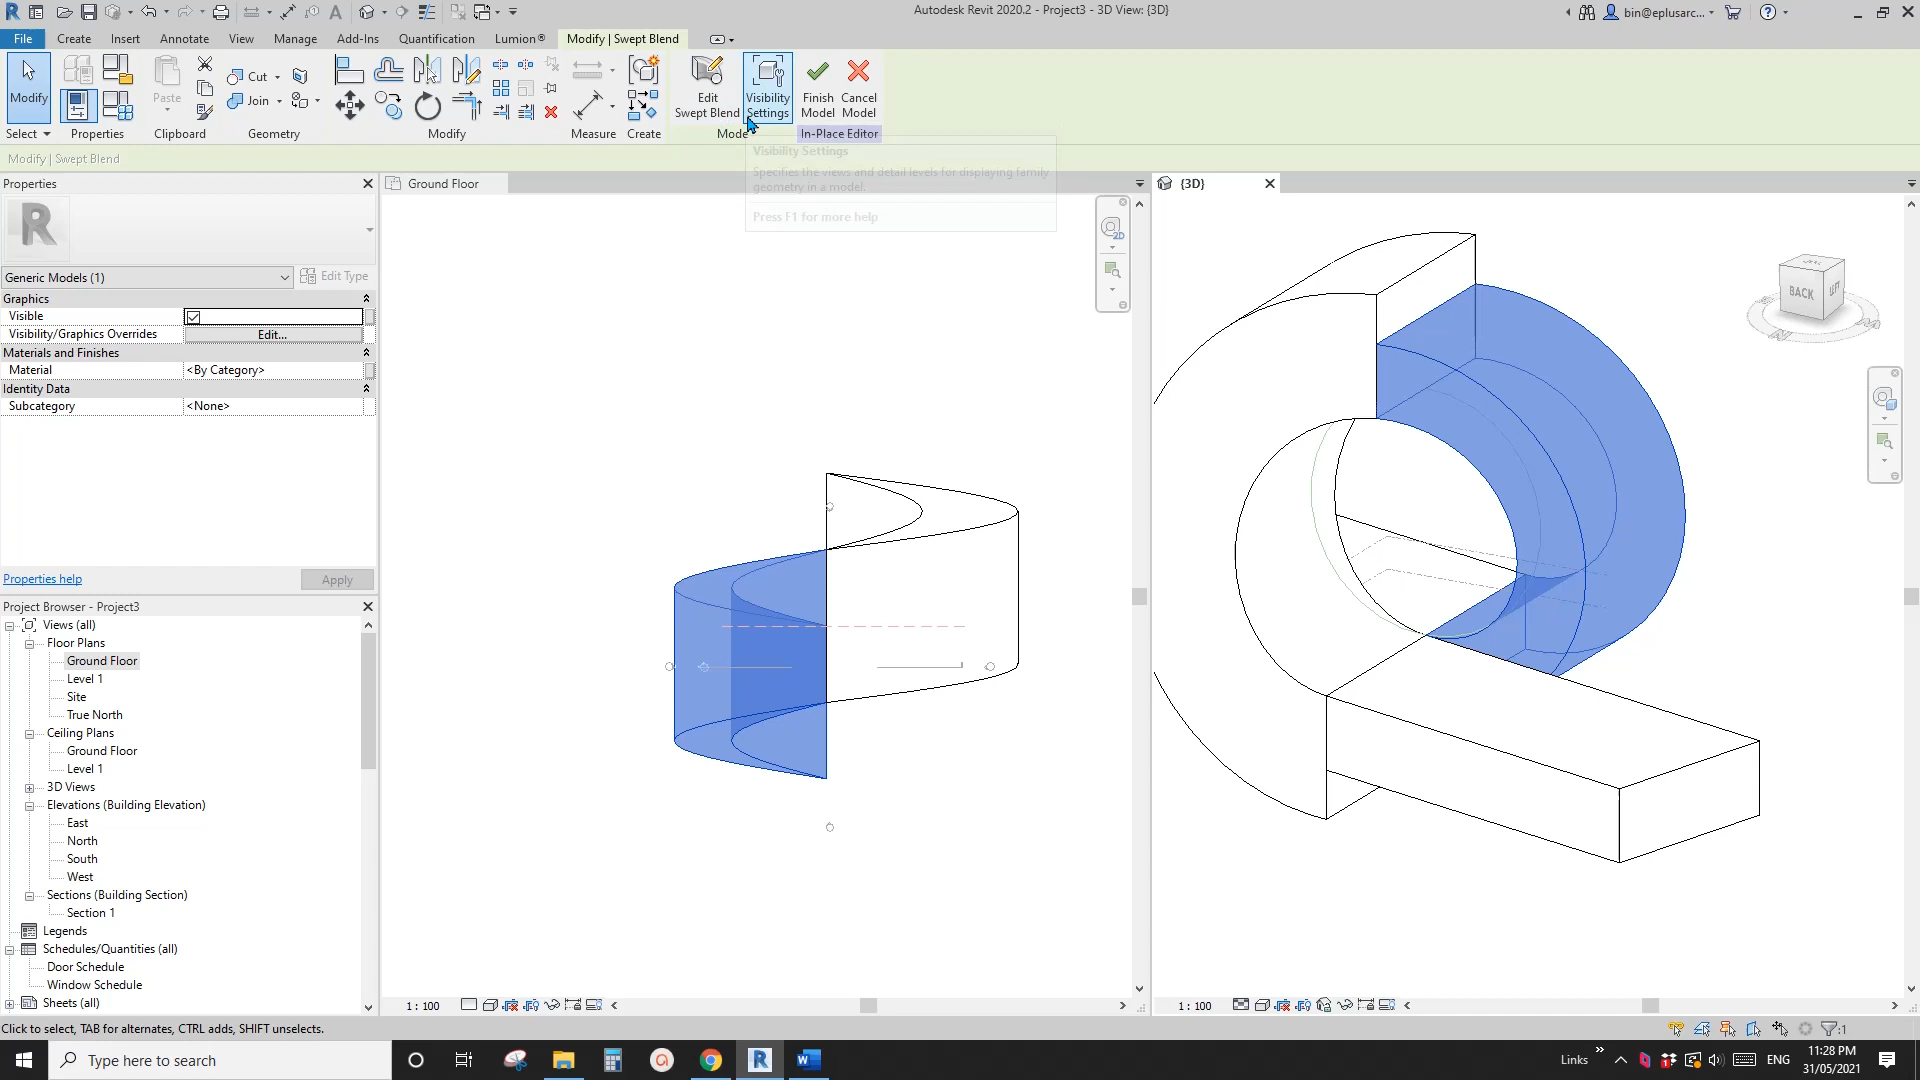 Autodesk Revit 2020.2 - Project3 - 3D View: {3D}
bin@eplusarc...
File Create Insert Annotate View Manage Add-Ins Quantification Lumion® Modify | Swept Blend
Modify
Paste
Cut
Join
Edit
Swept Blend
Visibility
Settings
Finish
Model
Cancel
Model
Select Properties Clipboard Geometry Modify Measure Create Mode In-Place Editor
Modify | Swept Blend
Visibility Settings
Specifies the views and detail levels for displaying family
geometry in a model.
Press F1 for more help
Properties
Ground Floor
{3D}
R
Generic Models (1)
Edit Type
Graphics
Visible
Visibility/Graphics Overrides Edit...
Materials and Finishes
Material <By Category>
Identity Data
Subcategory <None>
Properties help
Apply
Project Browser - Project3
Views (all)
Floor Plans
Ground Floor
Level 1
Site
True North
Ceiling Plans
Ground Floor
Level 1
3D Views
Elevations (Building Elevation)
East
North
South
West
Sections (Building Section)
Section 1
Legends
Schedules/Quantities (all)
Door Schedule
Window Schedule
Sheets (all)
2D
BACK
LEFT
1 : 100
1 : 100
Click to select, TAB for alternates, CTRL adds, SHIFT unselects.
:1
Type here to search
Links
ENG
11:28 PM
31/05/2021